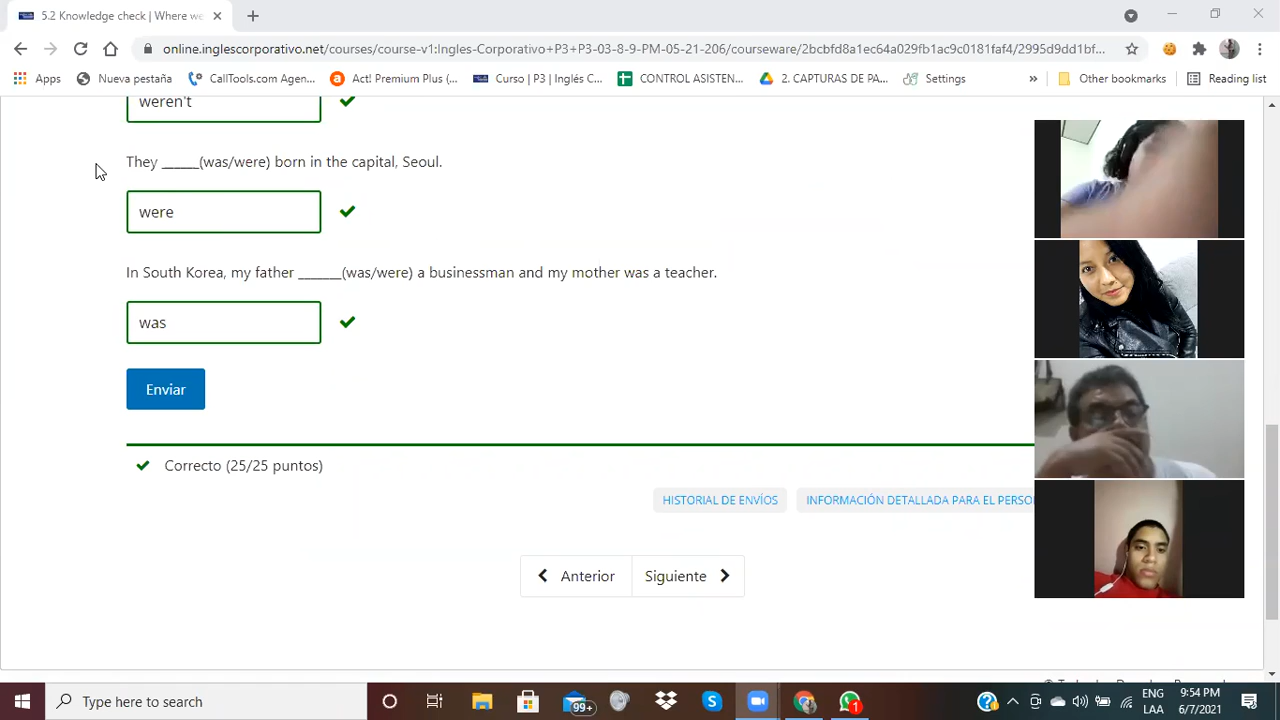 5.2 Knowledge check | Where we
online.inglescorporativo.net/courses/course-v1:Ingles-Corporativo+P3+P3-03-8-9-PM-05-21-206/courseware/2bcbfd8a1ec64a029fb1ac9c0181faf4/2995d9dd1bf...
Apps Nueva pestaña CallTools.com Agen... Act! Premium Plus (... Curso | P3 | Inglés C... CONTROL ASISTEN... 2. CAPTURAS DE PA... Settings » Other bookmarks Reading list
weren't
They ______(was/were) born in the capital, Seoul.
were
In South Korea, my father _______(was/were) a businessman and my mother was a teacher.
was
Enviar
Correcto (25/25 puntos)
HISTORIAL DE ENVÍOS INFORMACIÓN DETALLADA PARA EL PERSO
Anterior Siguiente
Type here to search
99+
1
ENG 9:54 PM
LAA 6/7/2021